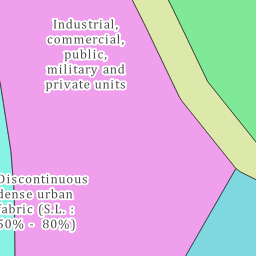 Industrial,
commercial,
public,
military and
private units
Discontinuous
dense urban
fabric (S.L. :
50% - 80%)